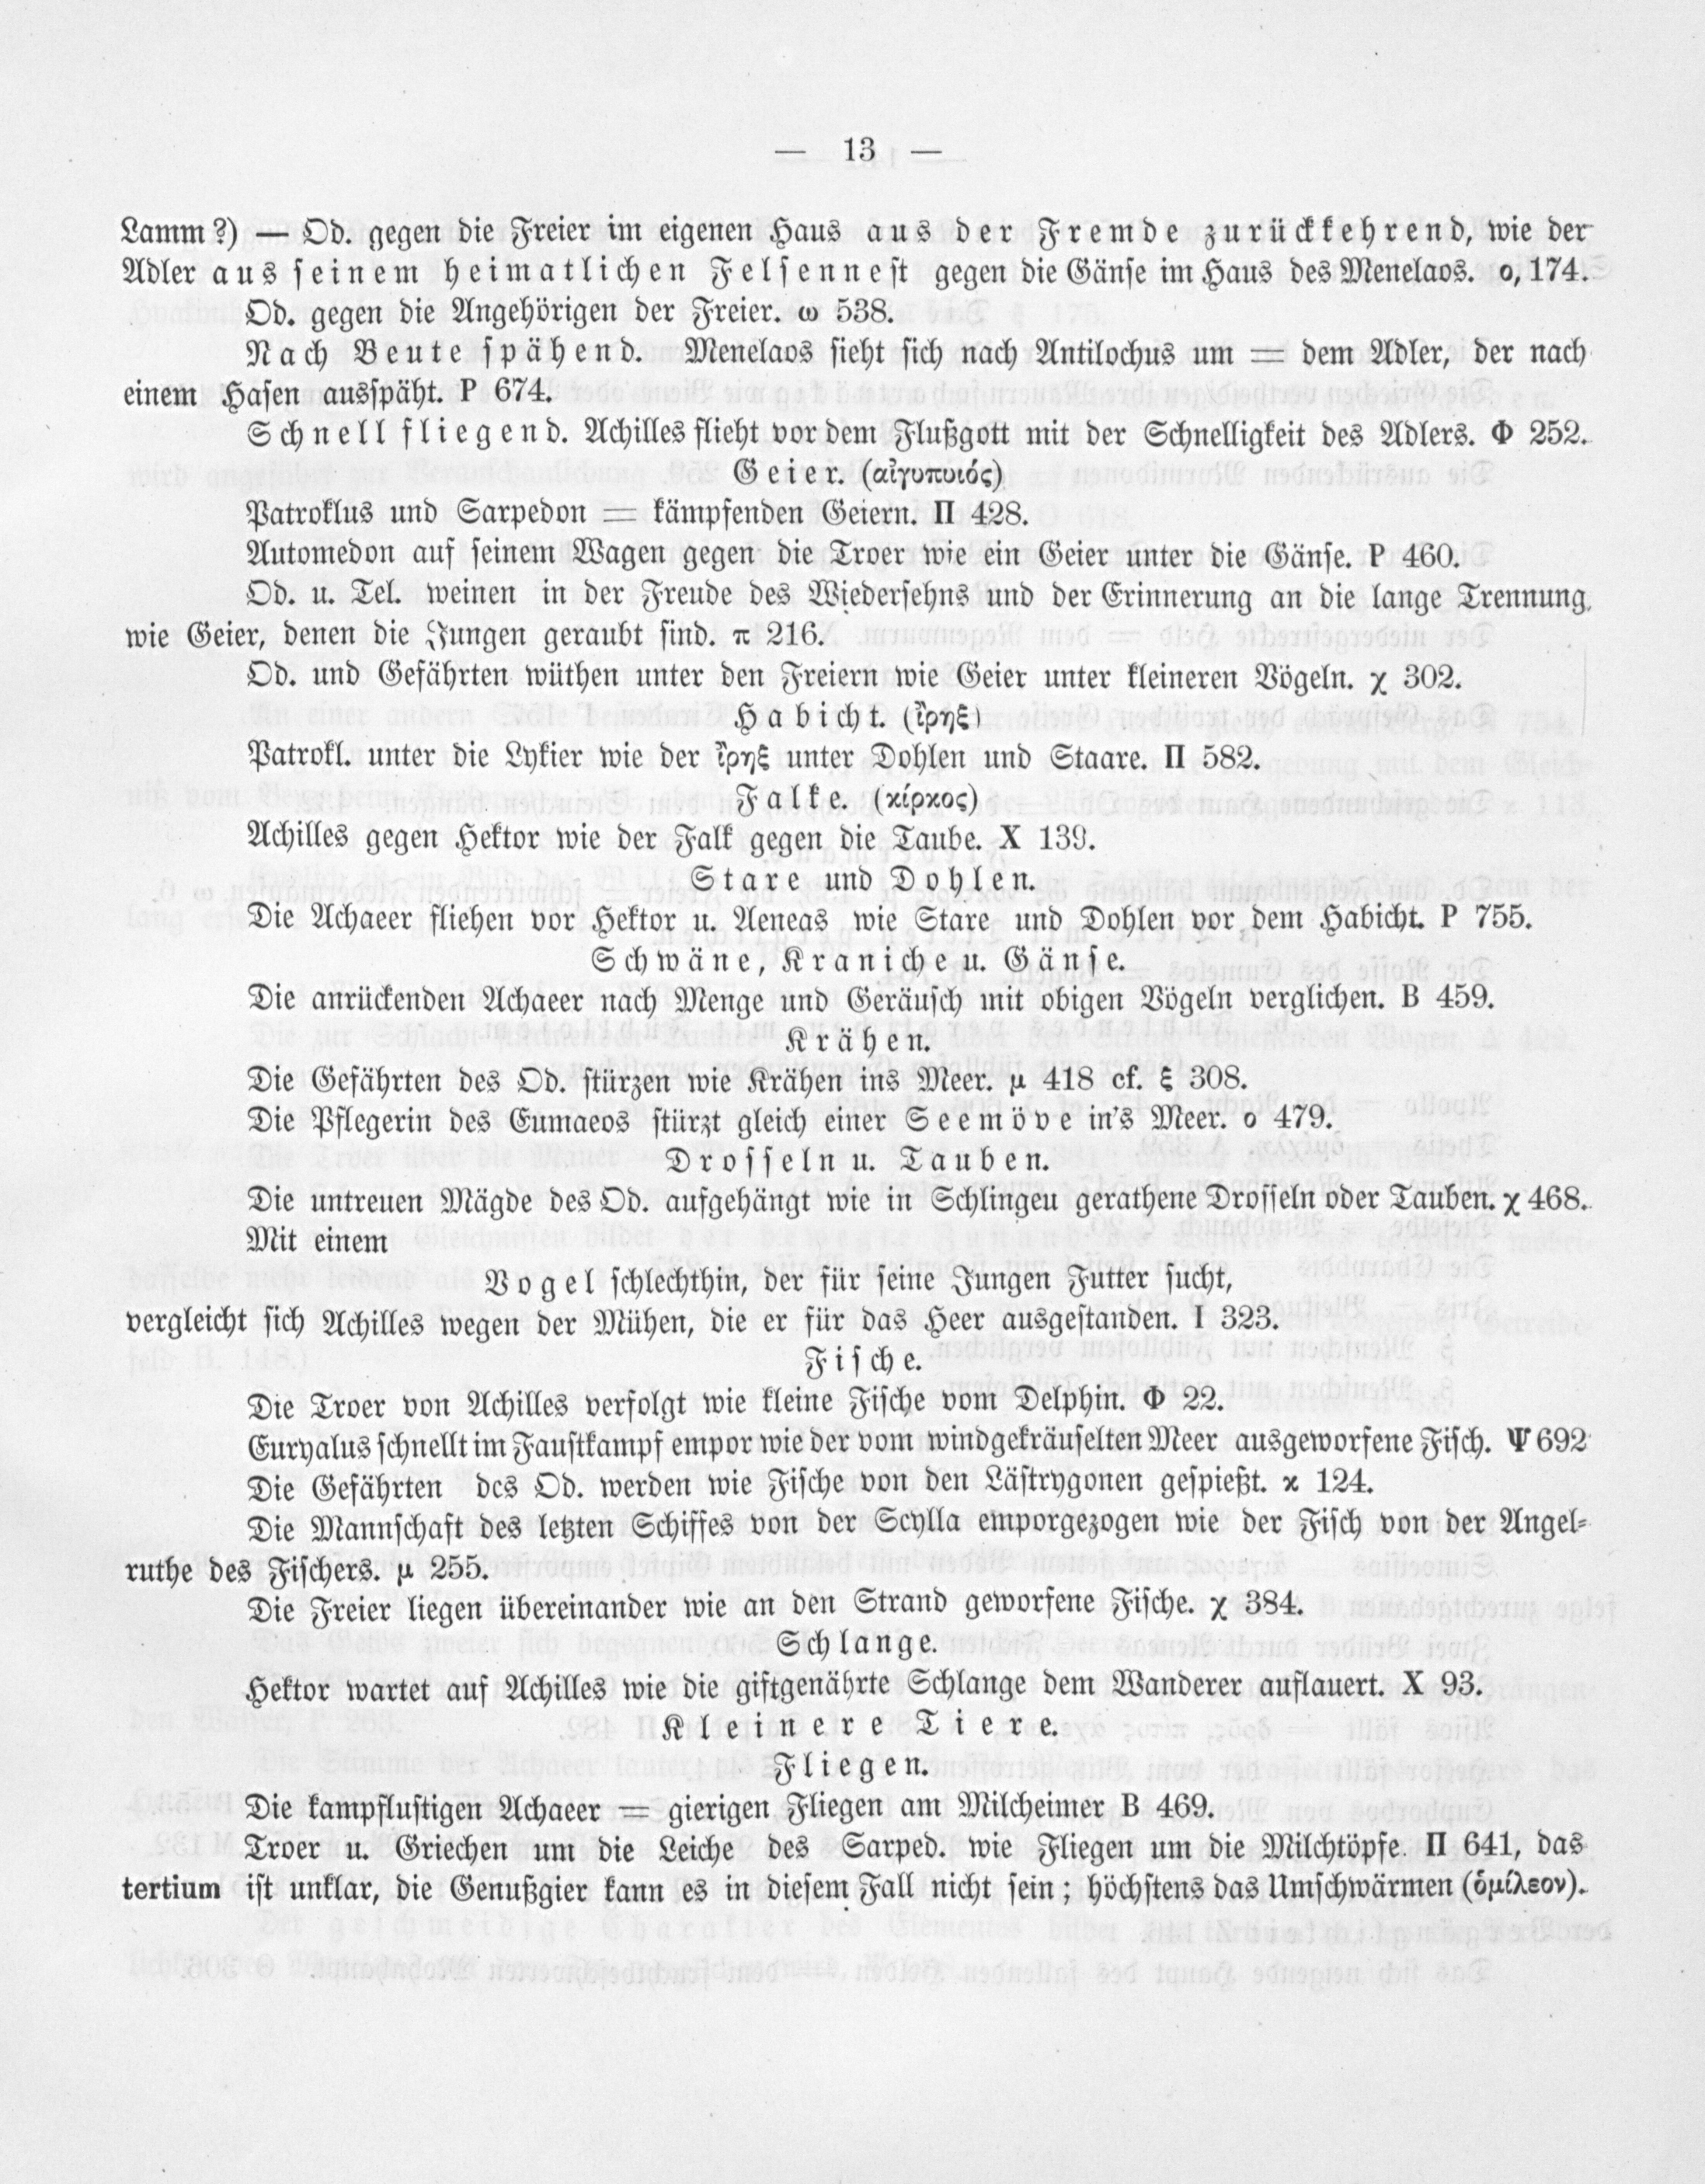 — 13 —
Lamm?) — Od. gegen die Freier im eigenen Haus aus der Fremde zurückkehrend, wie der
Adler aus seinem heimatlichen Felsennest gegen die Gänse im Haus des Menelaos. ο, 174.
Od. gegen die Angehörigen der Freier. ω 538.
Nach Beute spähend. Menelaos sieht sich nach Antilochus um = dem Adler, der nach
einem Hasen ausspäht. Ρ 674.
Schnell fliegend. Achilles flieht vor dem Flußgott mit der Schnelligkeit des Adlers. Φ 252.
Geier. (αἰγυπυιός)
Patroklus und Sarpedon = kämpfenden Geiern. Π 428.
Automedon auf seinem Wagen gegen die Troer wie ein Geier unter die Gänse. Ρ 460.
Od. u. Tel. weinen in der Freude des Wiedersehns und der Erinnerung an die lange Trennung
wie Geier, denen die Jungen geraubt sind. π 216.
Od. und Gefährten wüthen unter den Freiern wie Geier unter kleineren Vögeln. χ 302.
Habicht. (ἴρηξ)
Patrokl. unter die Lykier wie der ἴρηξ unter Dohlen und Staare. Π 582.
Falke. (κίρκος)
Achilles gegen Hektor wie der Falk gegen die Taube. Χ 139.
Stare und Dohlen.
Die Achaeer fliehen vor Hektor u. Aeneas wie Stare und Dohlen vor dem Habicht. Ρ 755.
Schwäne, Kraniche u. Gänse.
Die anrückenden Achaeer nach Menge und Geräusch mit obigen Vögeln verglichen. Β 459.
Krähen.
Die Gefährten des Od. stürzen wie Krähen ins Meer. μ 418 cf. ξ 308.
Die Pflegerin des Eumaeos stürzt gleich einer Seemöve in's Meer. ο 479.
Drosseln u. Tauben.
Die untreuen Mägde des Od. aufgehängt wie in Schlingen gerathene Drosseln oder Tauben. χ 468.
Mit einem
Vogel schlechthin, der für seine Jungen Futter sucht,
vergleicht sich Achilles wegen der Mühen, die er für das Heer ausgestanden. Ι 323.
Fische.
Die Troer von Achilles verfolgt wie kleine Fische vom Delphin. Φ 22.
Euryalus schnellt im Faustkampf empor wie der vom windgekräuselten Meer ausgeworfene Fisch. Ψ 692
Die Gefährten des Od. werden wie Fische von den Lästrygonen gespießt. κ 124.
Die Mannschaft des letzten Schiffes von der Scylla emporgezogen wie der Fisch von der Angel-
ruthe des Fischers. μ 255.
Die Freier liegen übereinander wie an den Strand geworfene Fische. χ 384.
Schlange.
Hektor wartet auf Achilles wie die giftgenährte Schlange dem Wanderer auflauert. Χ 93.
Kleinere Tiere.
Fliegen.
Die kampflustigen Achaeer = gierigen Fliegen am Milcheimer Β 469.
Troer u. Griechen um die Leiche des Sarped. wie Fliegen um die Milchtöpfe. Π 641, das
tertium ist unklar, die Genußgier kann es in diesem Fall nicht sein; höchstens das Umschwärmen (ὁμίλεον).